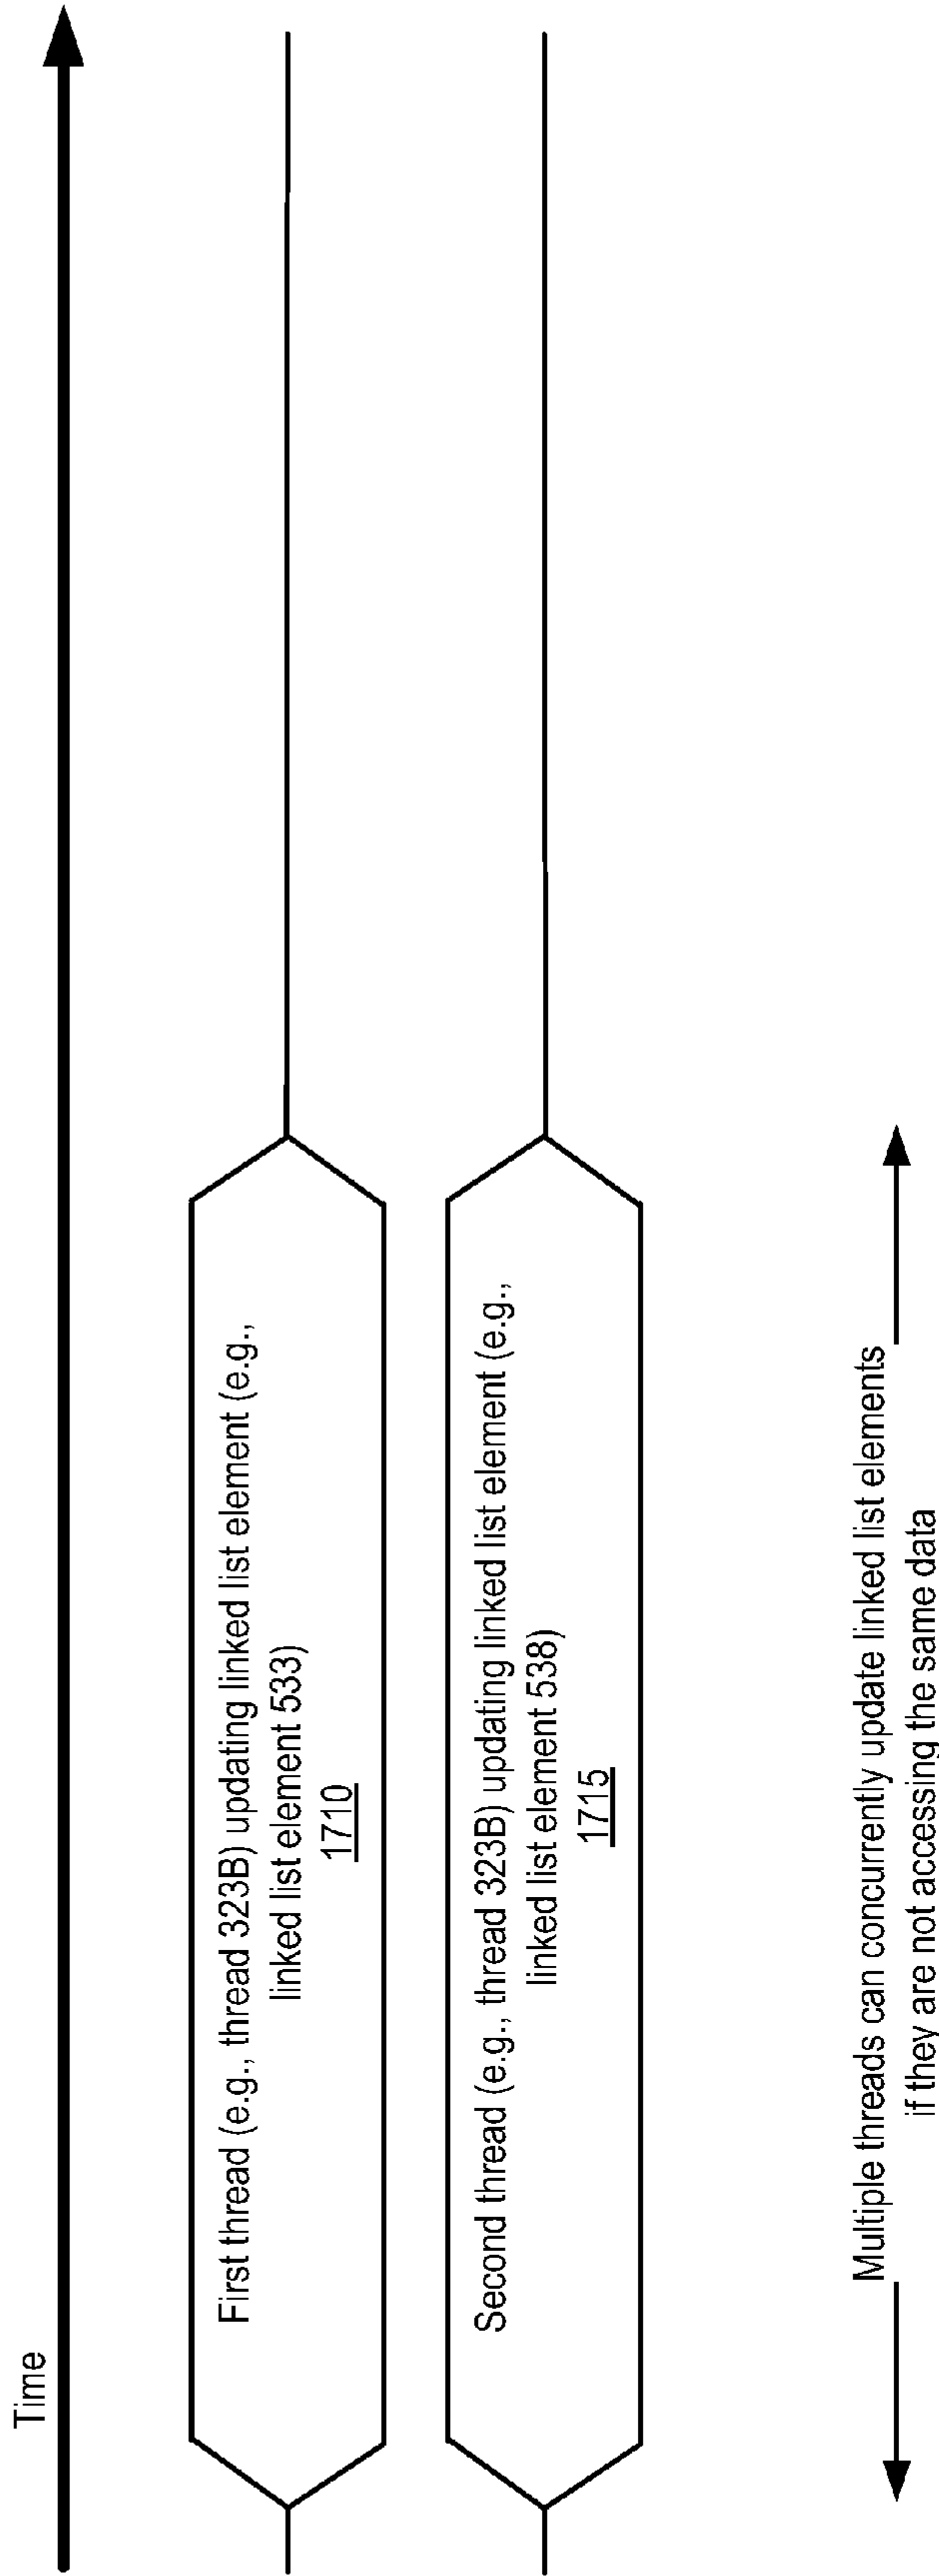 Time
First thread (e.g., thread 323B) updating linked list element (e.g.,
linked list element 533)
1710
Second thread (e.g., thread 323B) updating linked list element (e.g.,
linked list element 538)
1715
Multiple threads can concurrently update linked list elements
if they are not accessing the same data